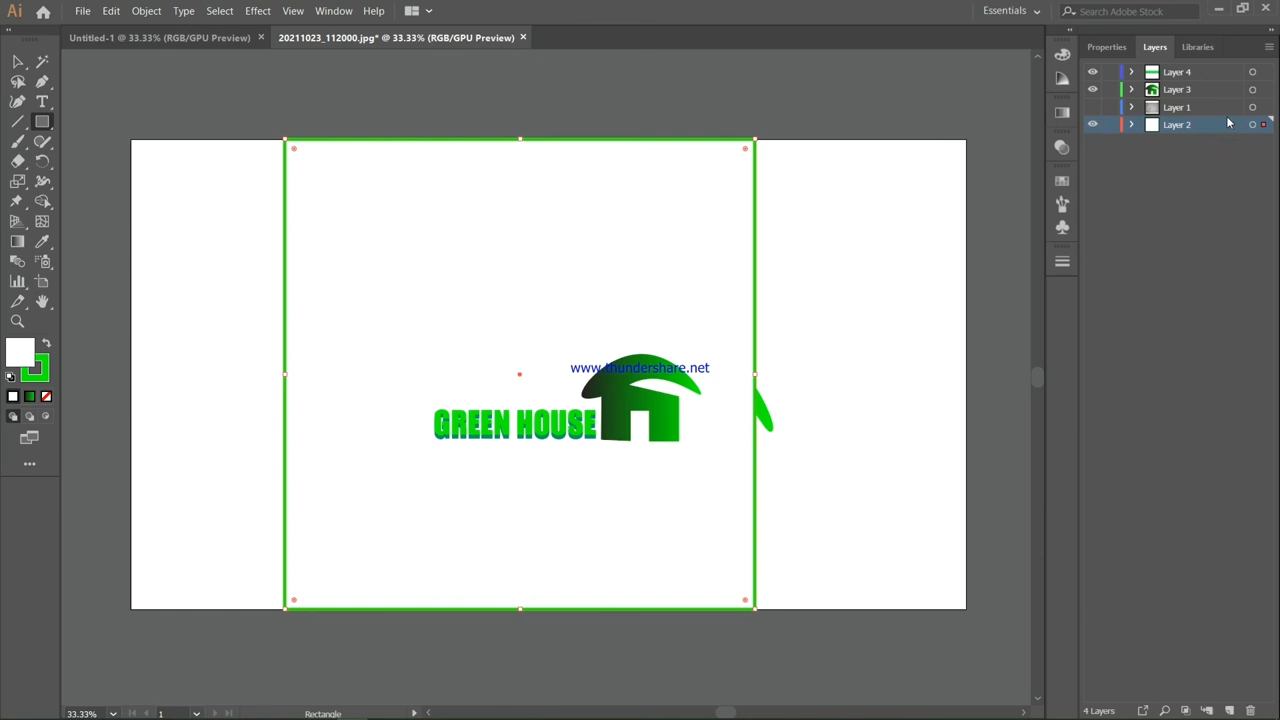 Ai File Edit Object Type Select Effect View Window Help Essentials Search Adobe Stock
Untitled-1 @ 33.33% (RGB/GPU Preview) 20211023_112000.jpg* @ 33.33% (RGB/GPU Preview)
Properties Layers Libraries
Layer 4
Layer 3
Layer 1
Layer 2
www.thundershare.net
GREEN HOUSE
33.33% 1 Rectangle 4 Layers